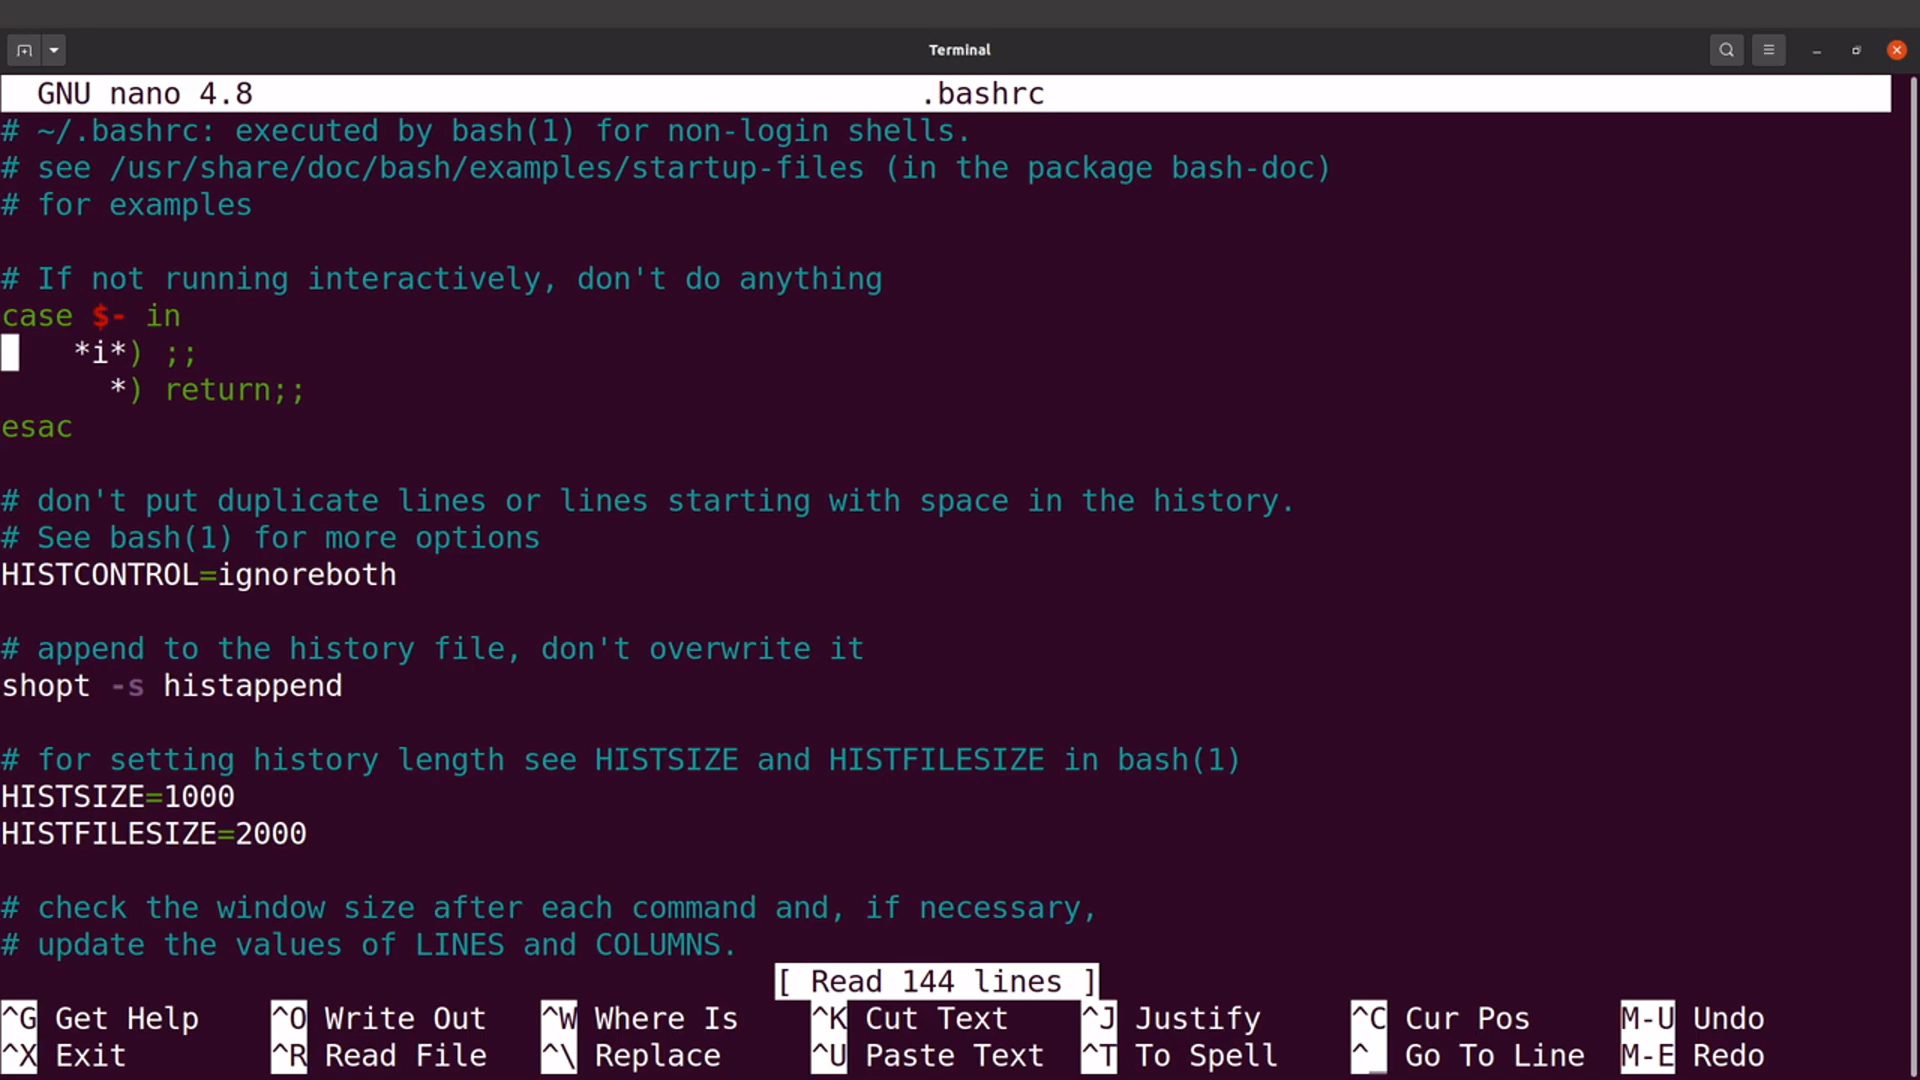 Terminal
GNU nano 4.8 .bashrc
# ~/.bashrc: executed by bash(1) for non-login shells.
# see /usr/share/doc/bash/examples/startup-files (in the package bash-doc)
# for examples
# If not running interactively, don't do anything
case $- in
    *i*) ;;
      *) return;;
esac
# don't put duplicate lines or lines starting with space in the history.
# See bash(1) for more options
HISTCONTROL=ignoreboth
# append to the history file, don't overwrite it
shopt -s histappend
# for setting history length see HISTSIZE and HISTFILESIZE in bash(1)
HISTSIZE=1000
HISTFILESIZE=2000
# check the window size after each command and, if necessary,
# update the values of LINES and COLUMNS.
[ Read 144 lines ]
^G Get Help ^O Write Out ^W Where Is ^K Cut Text ^J Justify ^C Cur Pos M-U Undo
^X Exit ^R Read File ^\ Replace ^U Paste Text ^T To Spell ^_ Go To Line M-E Redo